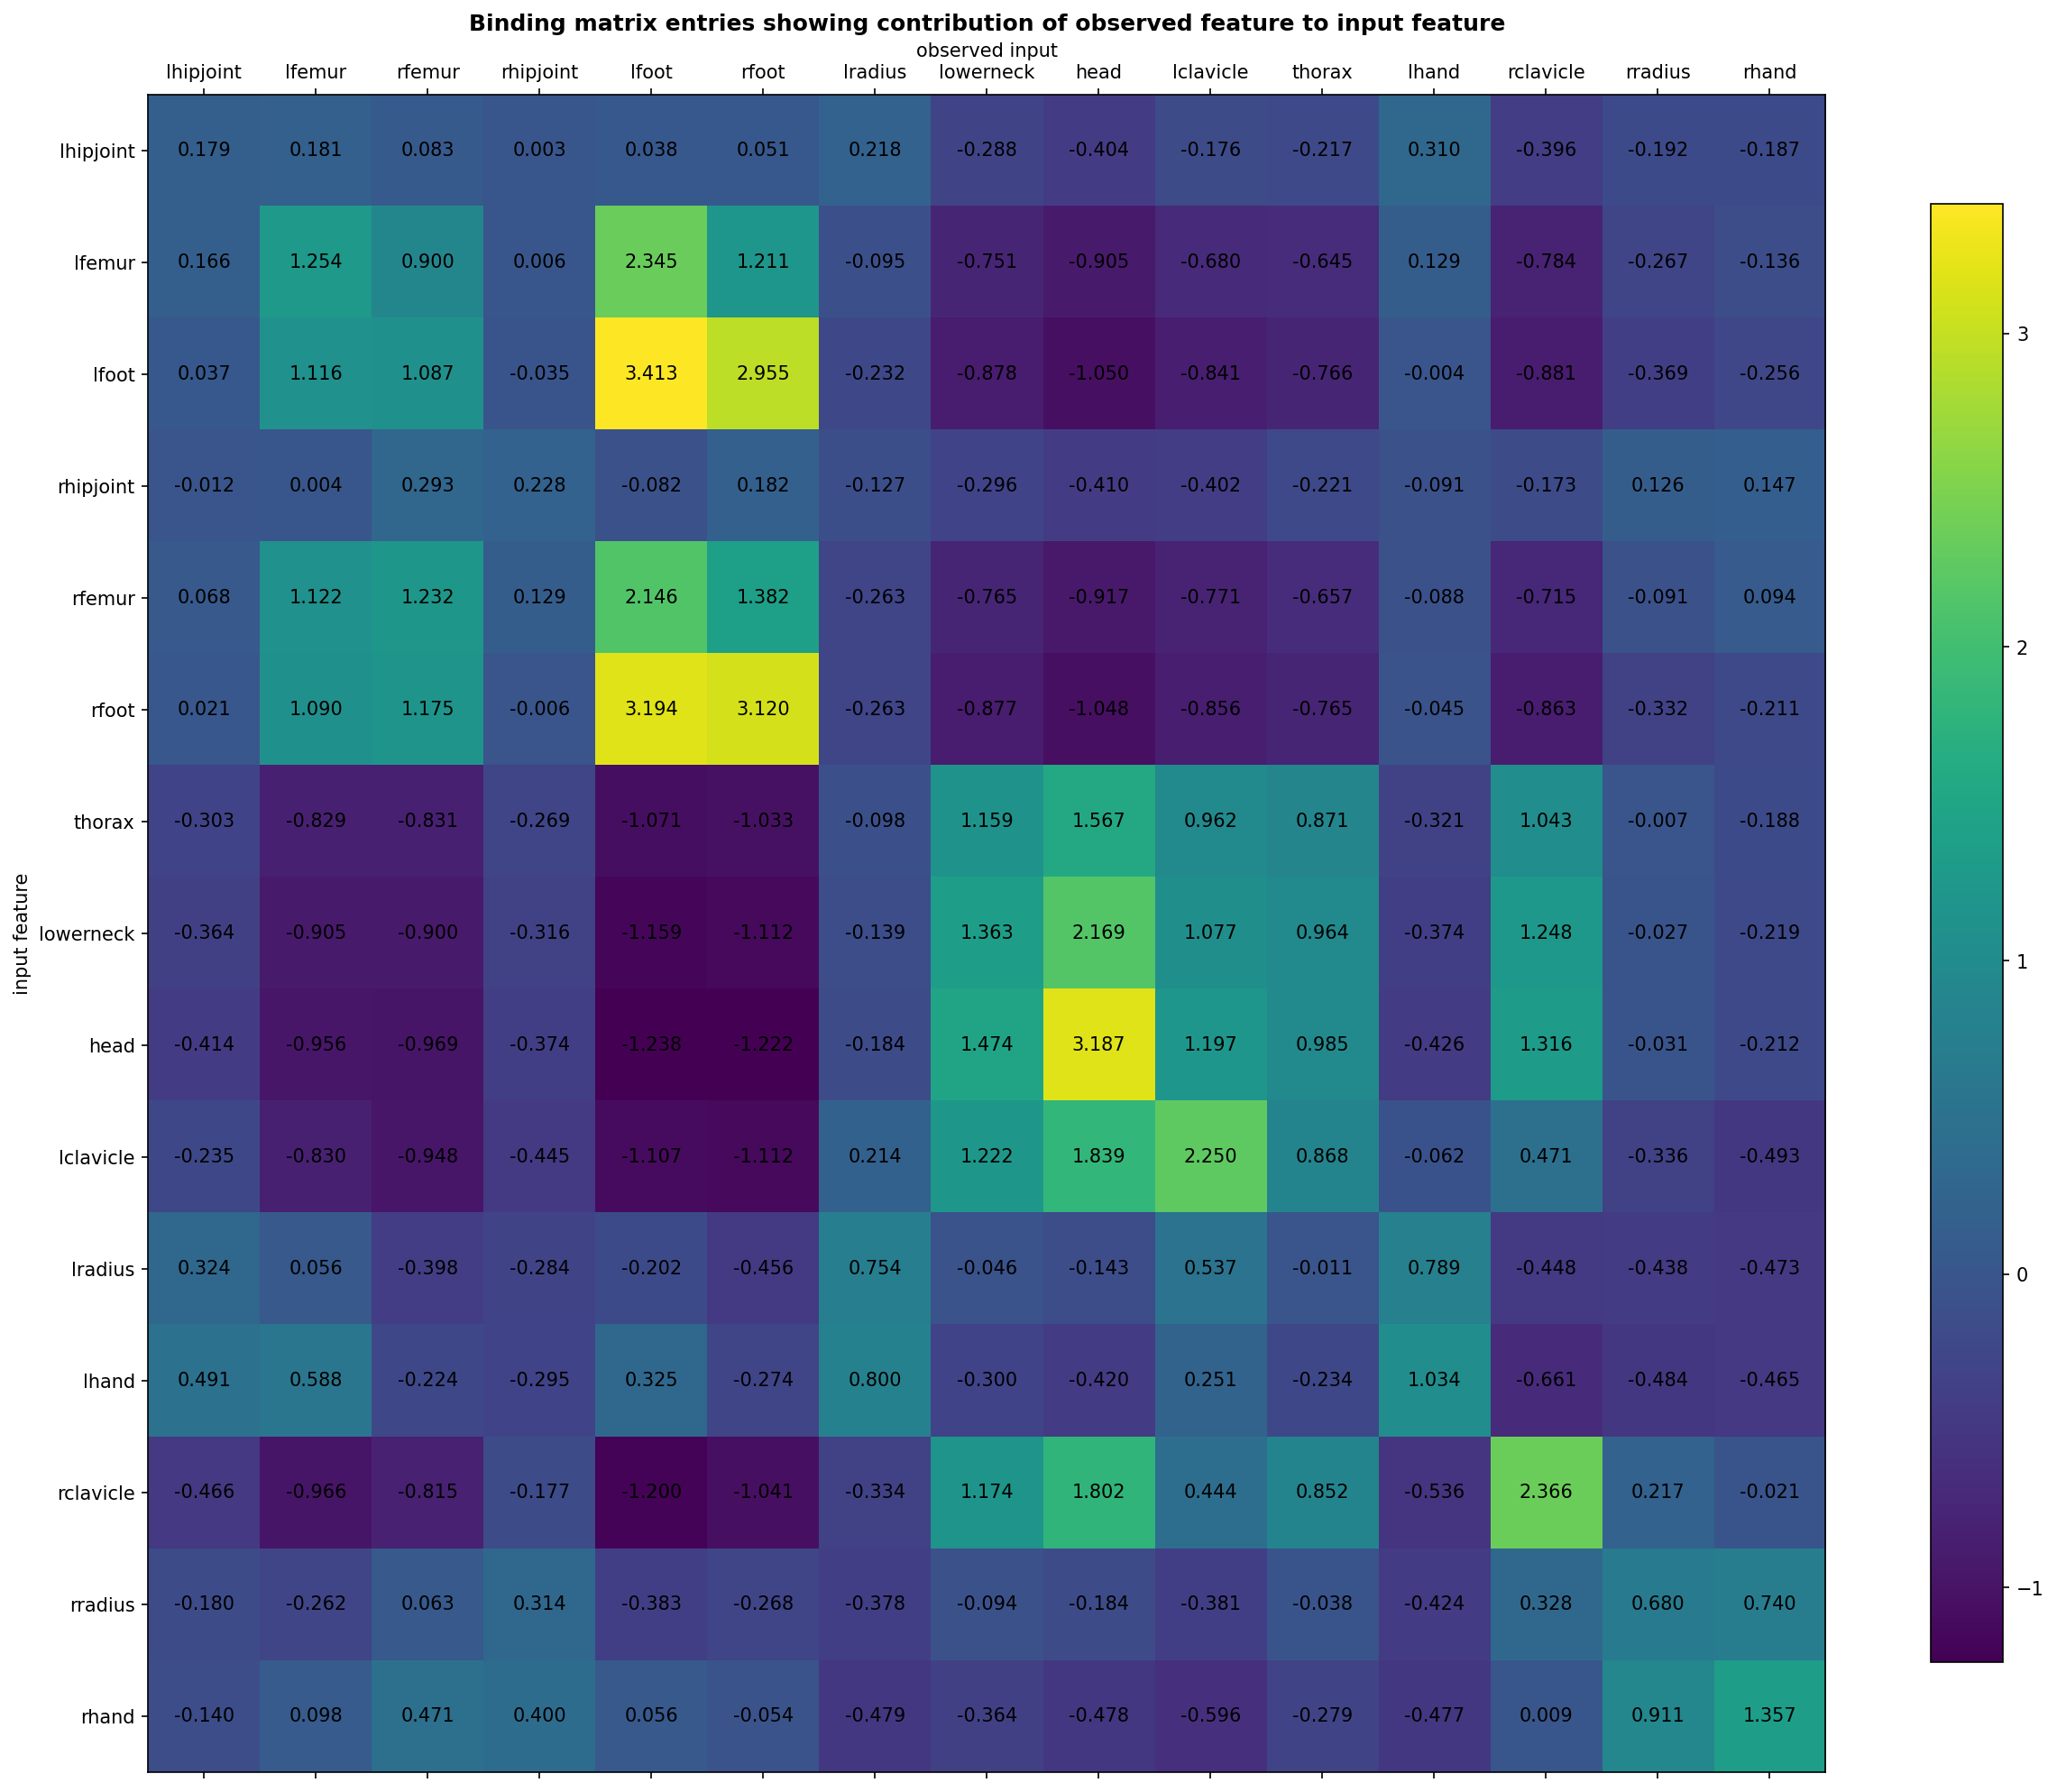 Binding matrix entries showing contribution of observed feature to input feature
observed input
lhipjoint lfemur rfemur rhipjoint lfoot rfoot lradius lowerneck head lclavicle thorax lhand rclavicle rradius rhand
lhipjoint 0.179 0.181 0.083 0.003 0.038 0.051 0.218 -0.288 -0.404 -0.176 -0.217 0.310 -0.396 -0.192 -0.187
lfemur 0.166 1.254 0.900 0.006 2.345 1.211 -0.095 -0.751 -0.905 -0.680 -0.645 0.129 -0.784 -0.267 -0.136
lfoot 0.037 1.116 1.087 -0.035 3.413 2.955 -0.232 -0.878 -1.050 -0.841 -0.766 -0.004 -0.881 -0.369 -0.256
rhipjoint -0.012 0.004 0.293 0.228 -0.082 0.182 -0.127 -0.296 -0.410 -0.402 -0.221 -0.091 -0.173 0.126 0.147
rfemur 0.068 1.122 1.232 0.129 2.146 1.382 -0.263 -0.765 -0.917 -0.771 -0.657 -0.088 -0.715 -0.091 0.094
rfoot 0.021 1.090 1.175 -0.006 3.194 3.120 -0.263 -0.877 -1.048 -0.856 -0.765 -0.045 -0.863 -0.332 -0.211
thorax -0.303 -0.829 -0.831 -0.269 -1.071 -1.033 -0.098 1.159 1.567 0.962 0.871 -0.321 1.043 -0.007 -0.188
lowerneck -0.364 -0.905 -0.900 -0.316 -1.159 -1.112 -0.139 1.363 2.169 1.077 0.964 -0.374 1.248 -0.027 -0.219
head -0.414 -0.956 -0.969 -0.374 -1.238 -1.222 -0.184 1.474 3.187 1.197 0.985 -0.426 1.316 -0.031 -0.212
lclavicle -0.235 -0.830 -0.948 -0.445 -1.107 -1.112 0.214 1.222 1.839 2.250 0.868 -0.062 0.471 -0.336 -0.493
lradius 0.324 0.056 -0.398 -0.284 -0.202 -0.456 0.754 -0.046 -0.143 0.537 -0.011 0.789 -0.448 -0.438 -0.473
lhand 0.491 0.588 -0.224 -0.295 0.325 -0.274 0.800 -0.300 -0.420 0.251 -0.234 1.034 -0.661 -0.484 -0.465
rclavicle -0.466 -0.966 -0.815 -0.177 -1.200 -1.041 -0.334 1.174 1.802 0.444 0.852 -0.536 2.366 0.217 -0.021
rradius -0.180 -0.262 0.063 0.314 -0.383 -0.268 -0.378 -0.094 -0.184 -0.381 -0.038 -0.424 0.328 0.680 0.740
rhand -0.140 0.098 0.471 0.400 0.056 -0.054 -0.479 -0.364 -0.478 -0.596 -0.279 -0.477 0.009 0.911 1.357
input feature
3
2
1
0
−1